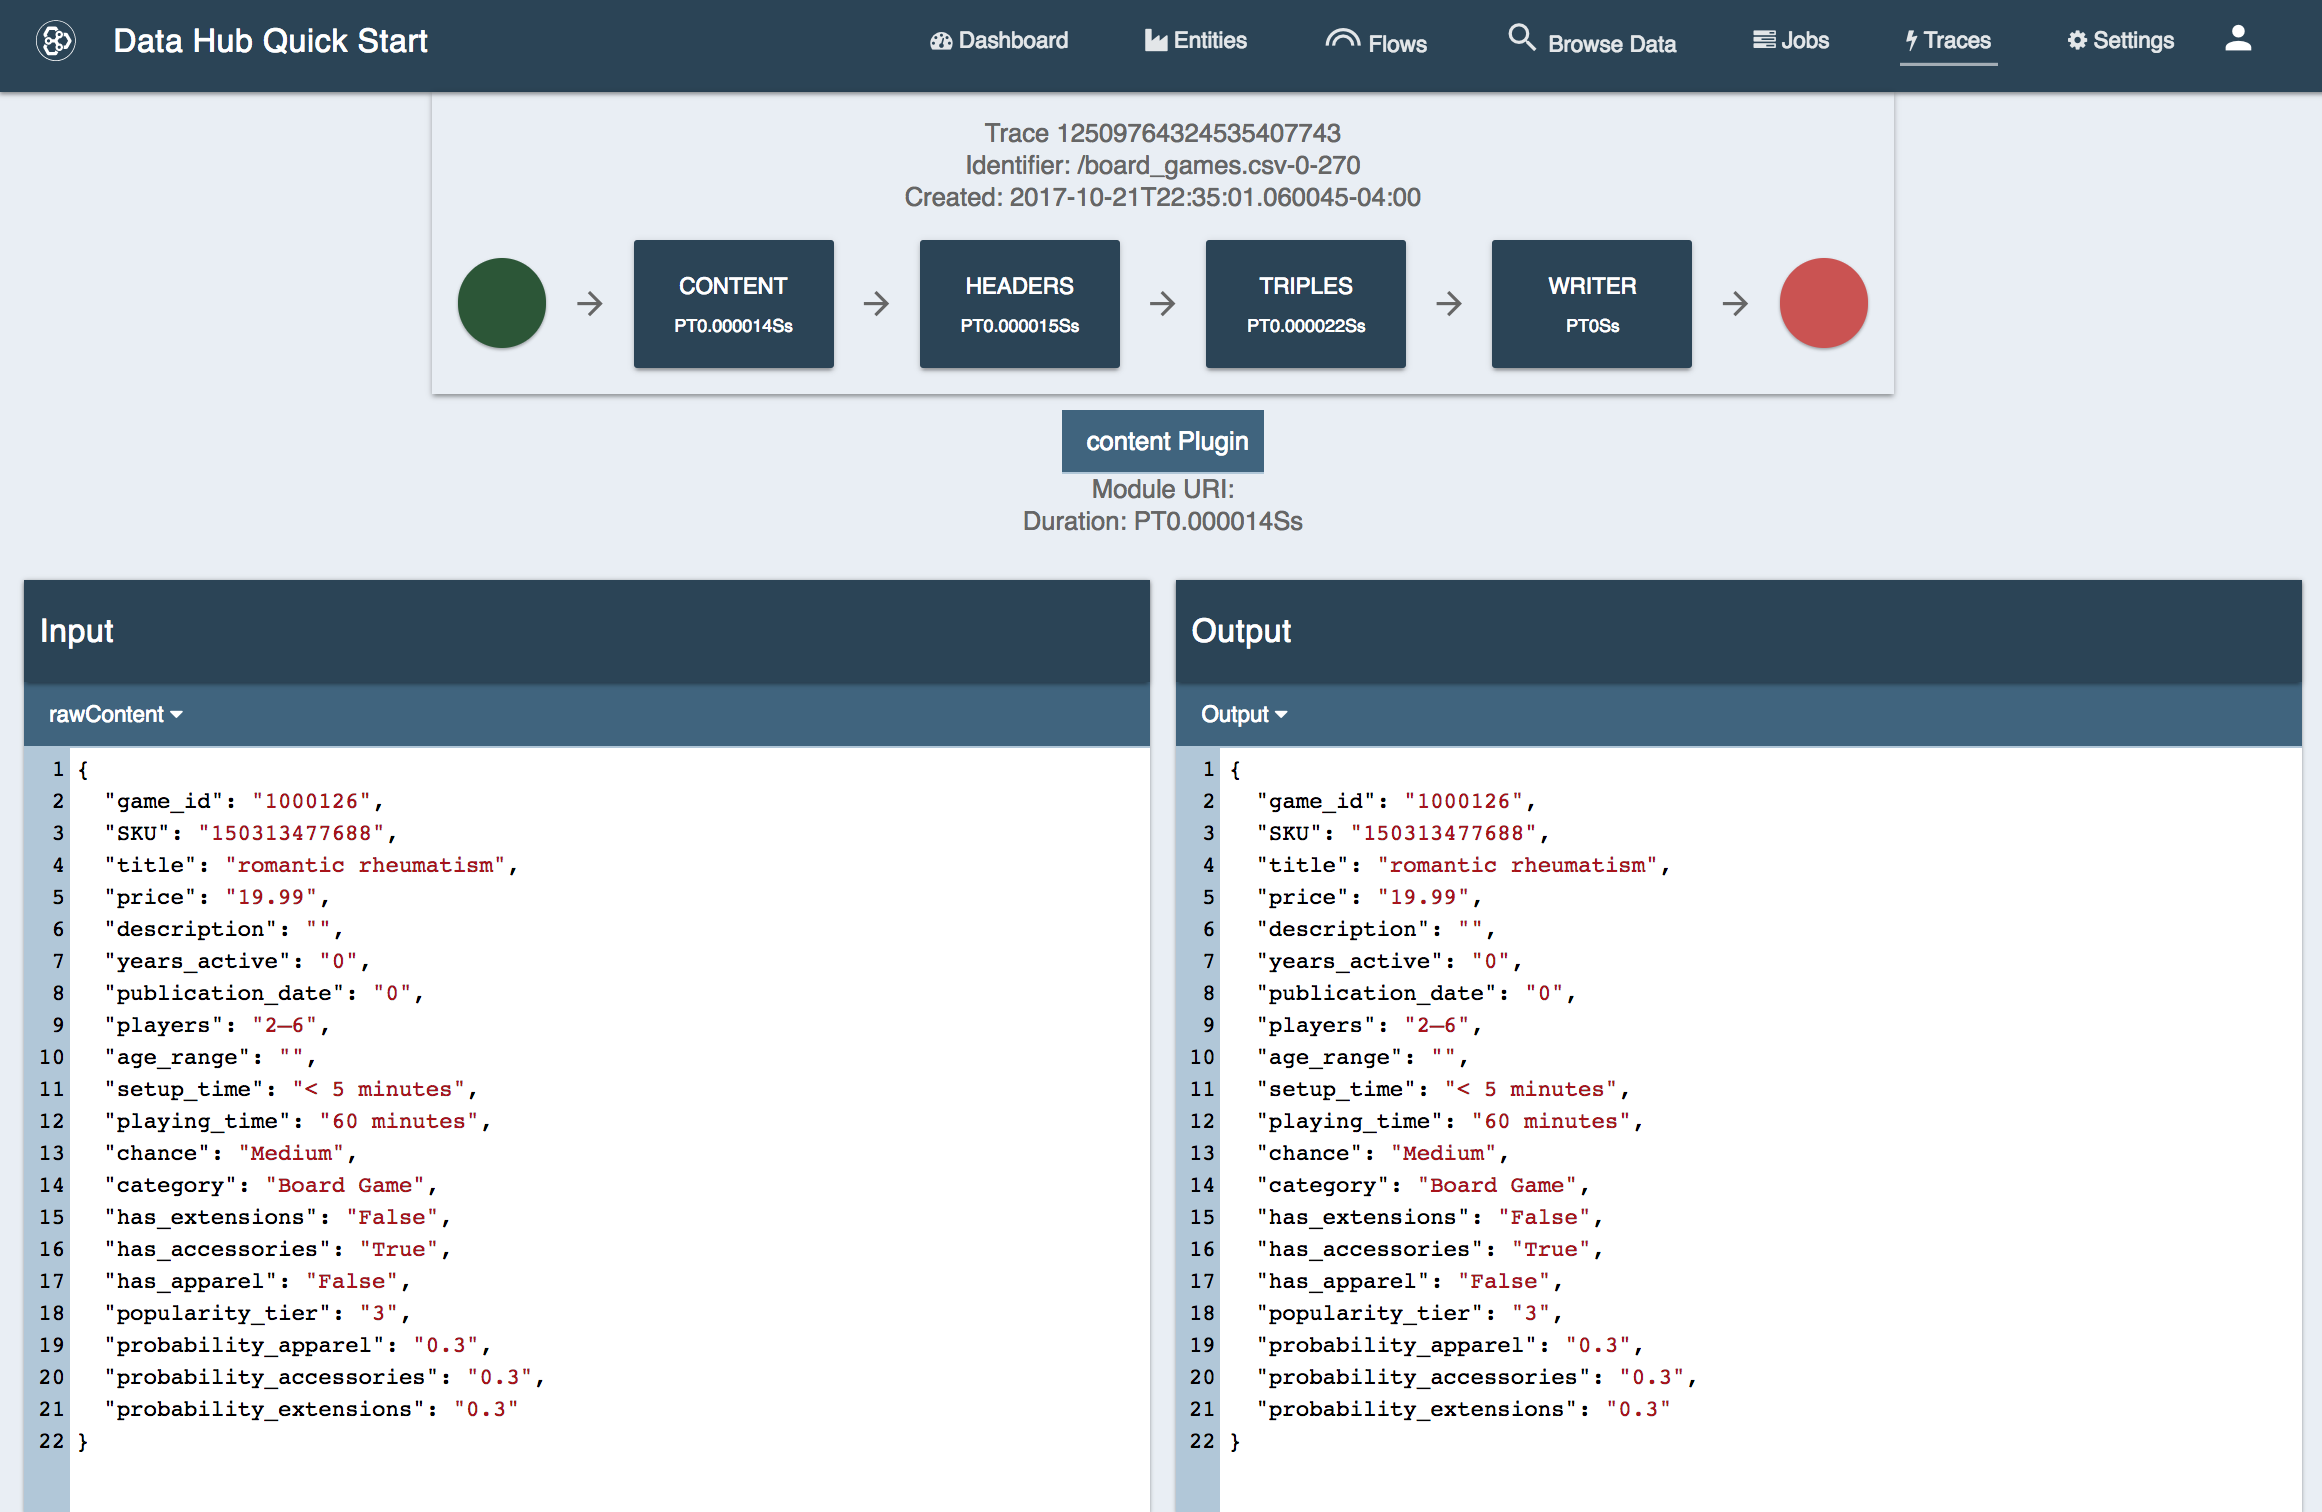 Data Hub Quick Start
Dashboard
Entities
Flows
Browse Data
Jobs
Traces
Settings
Trace 12509764324535407743
Identifier: /board_games.csv-0-270
Created: 2017-10-21T22:35:01.060045-04:00
CONTENT
PT0.000014Ss
HEADERS
PT0.000015Ss
TRIPLES
PT0.000022Ss
WRITER
PT0Ss
content Plugin
Module URI:
Duration: PT0.000014Ss
Input
rawContent
1 {
2 "game_id": "1000126",
3 "SKU": "150313477688",
4 "title": "romantic rheumatism",
5 "price": "19.99",
6 "description": "",
7 "years_active": "0",
8 "publication_date": "0",
9 "players": "2–6",
10 "age_range": "",
11 "setup_time": "< 5 minutes",
12 "playing_time": "60 minutes",
13 "chance": "Medium",
14 "category": "Board Game",
15 "has_extensions": "False",
16 "has_accessories": "True",
17 "has_apparel": "False",
18 "popularity_tier": "3",
19 "probability_apparel": "0.3",
20 "probability_accessories": "0.3",
21 "probability_extensions": "0.3"
22 }
Output
Output
1 {
2 "game_id": "1000126",
3 "SKU": "150313477688",
4 "title": "romantic rheumatism",
5 "price": "19.99",
6 "description": "",
7 "years_active": "0",
8 "publication_date": "0",
9 "players": "2–6",
10 "age_range": "",
11 "setup_time": "< 5 minutes",
12 "playing_time": "60 minutes",
13 "chance": "Medium",
14 "category": "Board Game",
15 "has_extensions": "False",
16 "has_accessories": "True",
17 "has_apparel": "False",
18 "popularity_tier": "3",
19 "probability_apparel": "0.3",
20 "probability_accessories": "0.3",
21 "probability_extensions": "0.3"
22 }